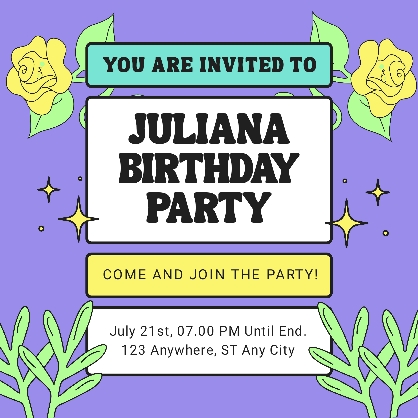 YOU ARE INVITED TO
JULIANA
BIRTHDAY
PARTY
COME AND JOIN THE PARTY!
July 21st, 07.00 PM Until End.
123 Anywhere, ST Any City